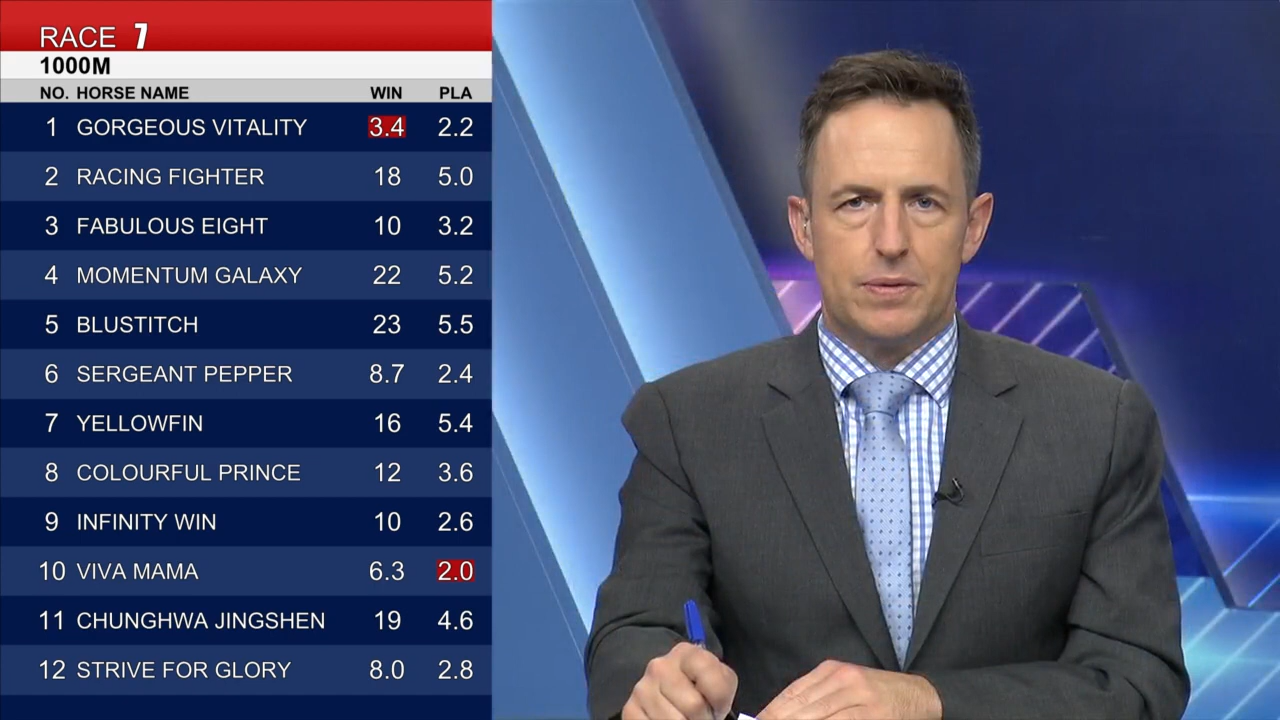 RACE 7
1000M
NO. HORSE NAME WIN PLA
1 GORGEOUS VITALITY 3.4 2.2
2 RACING FIGHTER 18 5.0
3 FABULOUS EIGHT 10 3.2
4 MOMENTUM GALAXY 22 5.2
5 BLUSTITCH 23 5.5
6 SERGEANT PEPPER 8.7 2.4
7 YELLOWFIN 16 5.4
8 COLOURFUL PRINCE 12 3.6
9 INFINITY WIN 10 2.6
10 VIVA MAMA 6.3 2.0
11 CHUNGHWA JINGSHEN 19 4.6
12 STRIVE FOR GLORY 8.0 2.8